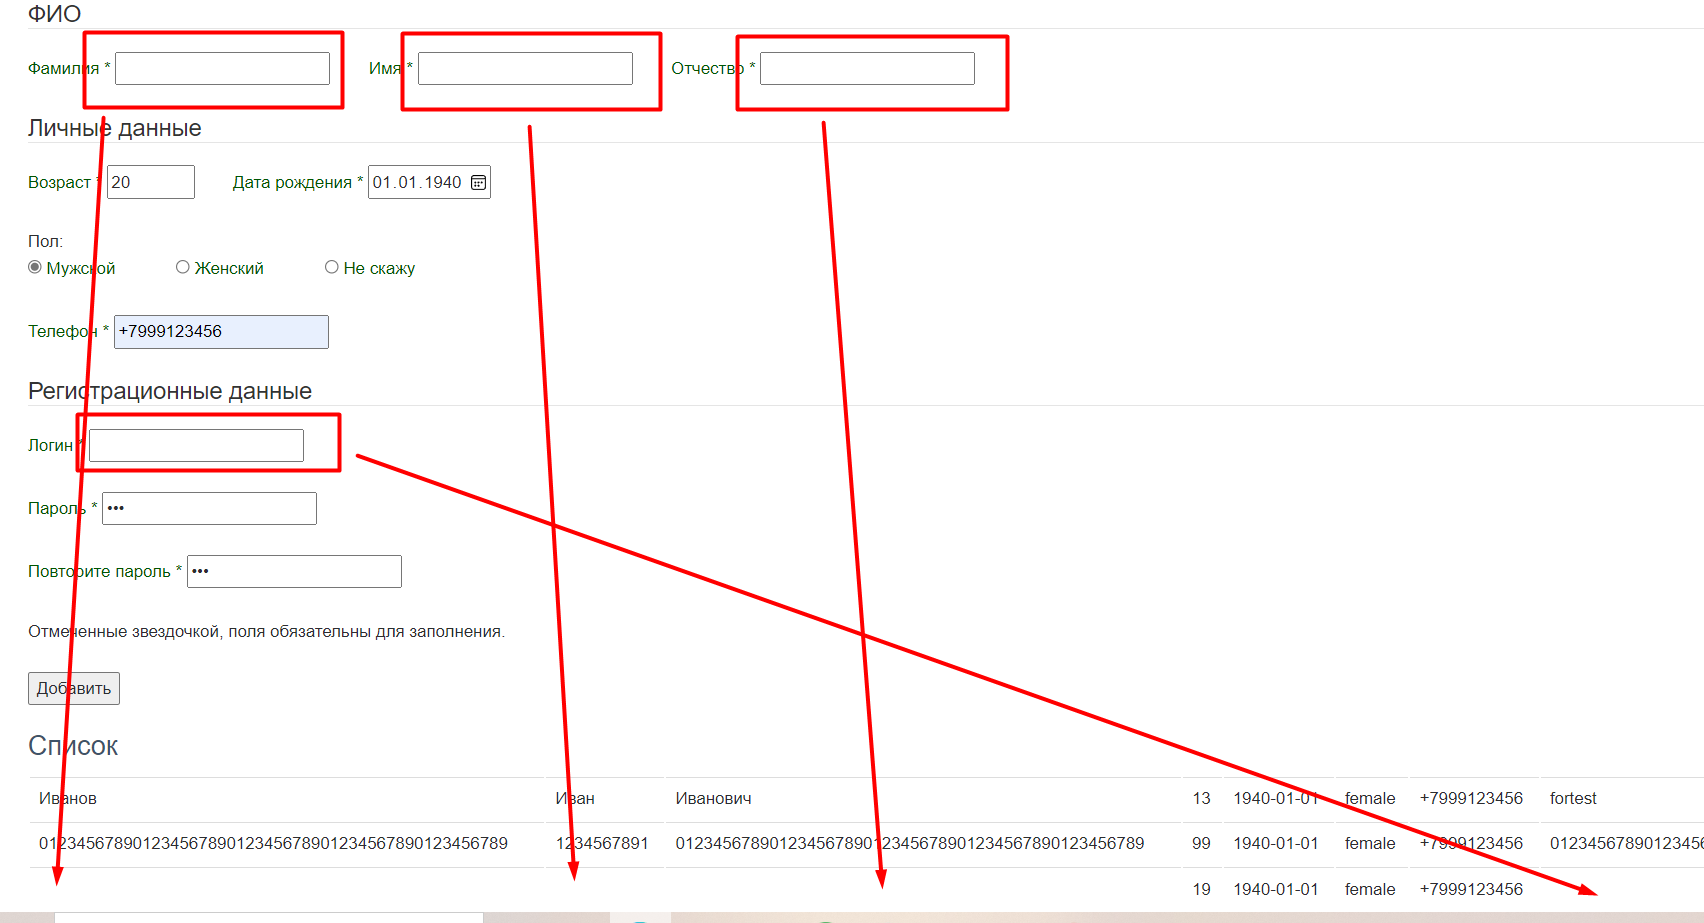 ФИО
Фамилия * Имя * Отчество *
Личные данные
Возраст * 20 Дата рождения * 01.01.1940
Пол:
Мужской Женский Не скажу
Телефон * +7999123456
Регистрационные данные
Логин *
Пароль * •••
Повторите пароль * •••
Отмеченные звездочкой, поля обязательны для заполнения.
Добавить
Список
Иванов Иван Иванович 13 1940-01-01 female +7999123456 fortest
01234567890123456789012345678901234567890123456789 1234567891 01234567890123456789012345678901234567890123456789 99 1940-01-01 female +7999123456
19 1940-01-01 female +7999123456